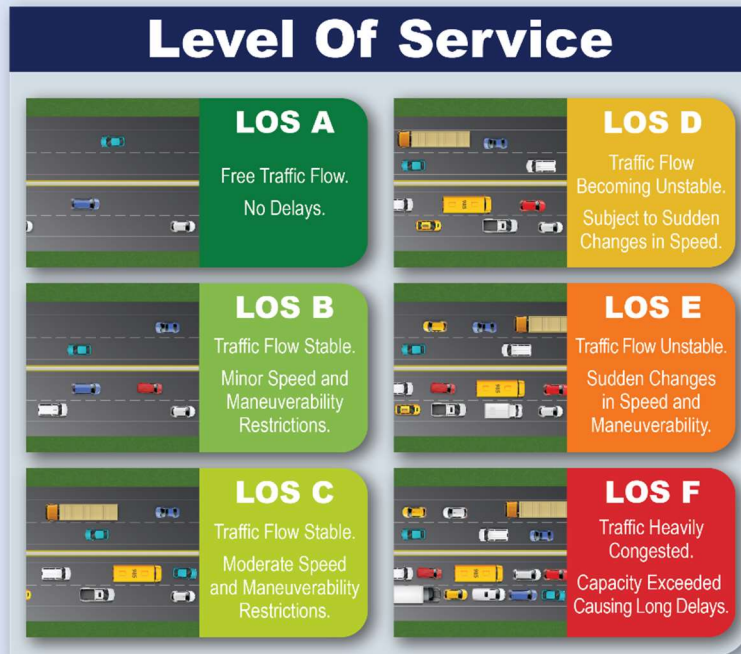 Level Of Service
LOS A
Free Traffic Flow.
No Delays.
LOS B
Traffic Flow Stable.
Minor Speed and
Maneuverability
Restrictions.
LOS C
Traffic Flow Stable.
Moderate Speed
and Maneuverability
Restrictions.
LOS D
Traffic Flow
Becoming Unstable.
Subject to Sudden
Changes in Speed.
LOS E
Traffic Flow Unstable.
Sudden Changes
in Speed and
Maneuverability.
LOS F
Traffic Heavily
Congested.
Capacity Exceeded
Causing Long Delays.